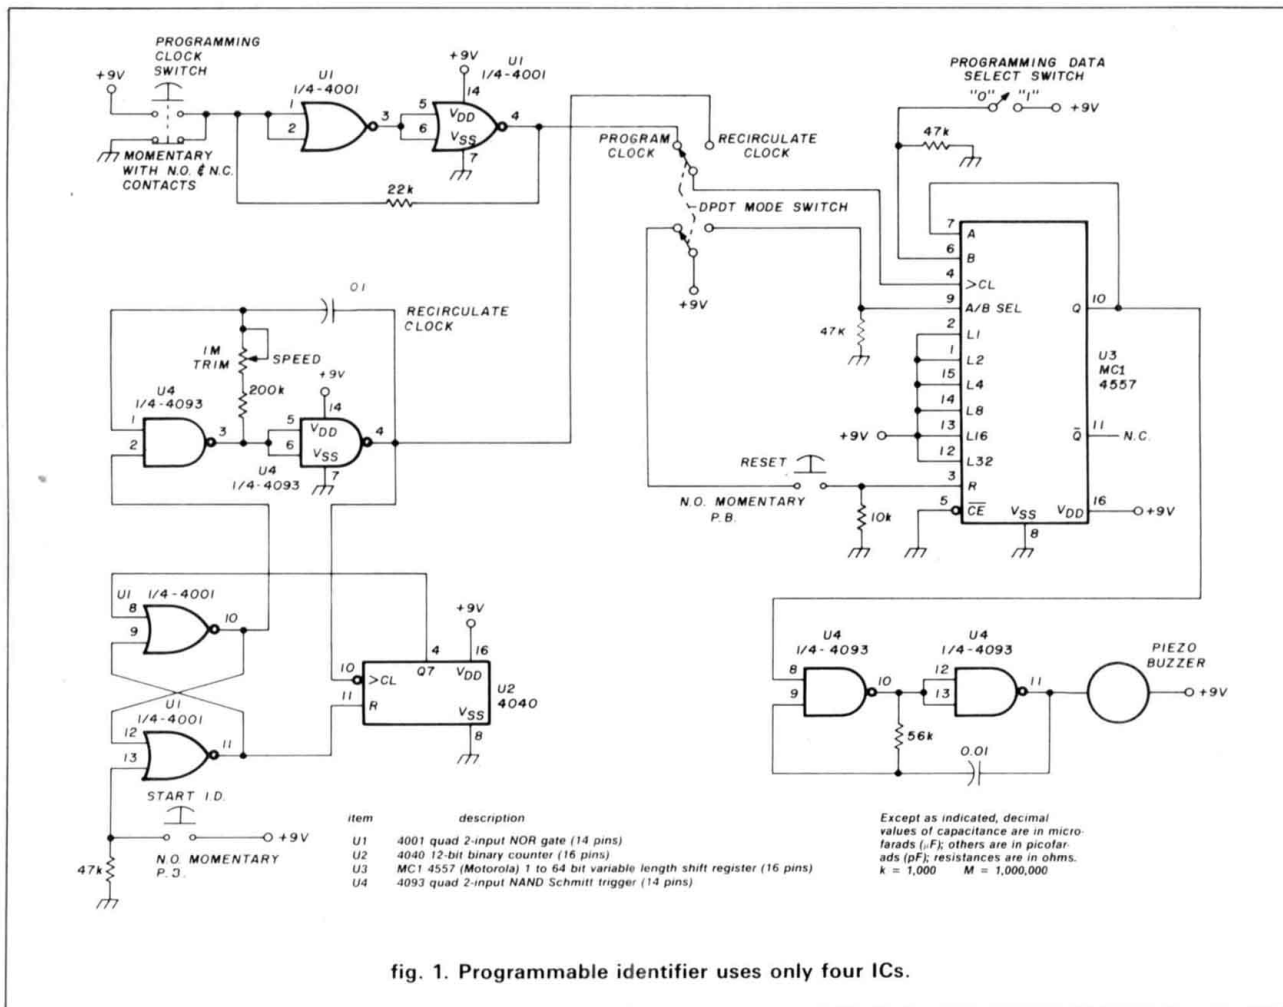 PROGRAMMING
CLOCK
SWITCH
+9V
MOMENTARY
WITH N.O. & N.C.
CONTACTS
U1
1/4-4001
1
2
3
+9V
U1
1/4-4001
14
5
6
VDD
VSS
4
7
22k
PROGRAM
CLOCK
RECIRCULATE
CLOCK
DPDT MODE SWITCH
+9V
PROGRAMMING DATA
SELECT SWITCH
"0" "1"
+9V
47k
7 A
6 B
4 >CL
9 A/B SEL
2 L1
1 L2
15 L4
14 L8
13 L16
12 L32
3 R
5 CE
Q 10
U3
MC1
4557
Q 11
N.C.
16
VDD
+9V
VSS
8
47K
+9V
RESET
N.O. MOMENTARY
P.B.
10k
01
RECIRCULATE
CLOCK
1M
TRIM
SPEED
200k
+9V
U4
1/4-4093
1
2
3
14
5
6
VDD
VSS
4
7
U4
1/4-4093
U1 1/4-4001
8
9
10
U1
1/4-4001
12
13
11
START I.D.
+9V
N.O. MOMENTARY
47k
+9V
4 16
10 >CL
Q7 VDD
11 R
VSS
8
U2
4040
U4
1/4-4093
8
9
10
U4
1/4-4093
12
13
11
PIEZO
BUZZER
+9V
56k
0.01
item description
U1 4001 quad 2-input NOR gate (14 pins)
U2 4040 12-bit binary counter (16 pins)
U3 MC1 4557 (Motorola) 1 to 64 bit variable length shift register (16 pins)
U4 4093 quad 2-input NAND Schmitt trigger (14 pins)
Except as indicated, decimal
values of capacitance are in micro-
farads (μF); others are in picofar-
ads (pF); resistances are in ohms.
k = 1,000 M = 1,000,000
fig. 1. Programmable identifier uses only four ICs.